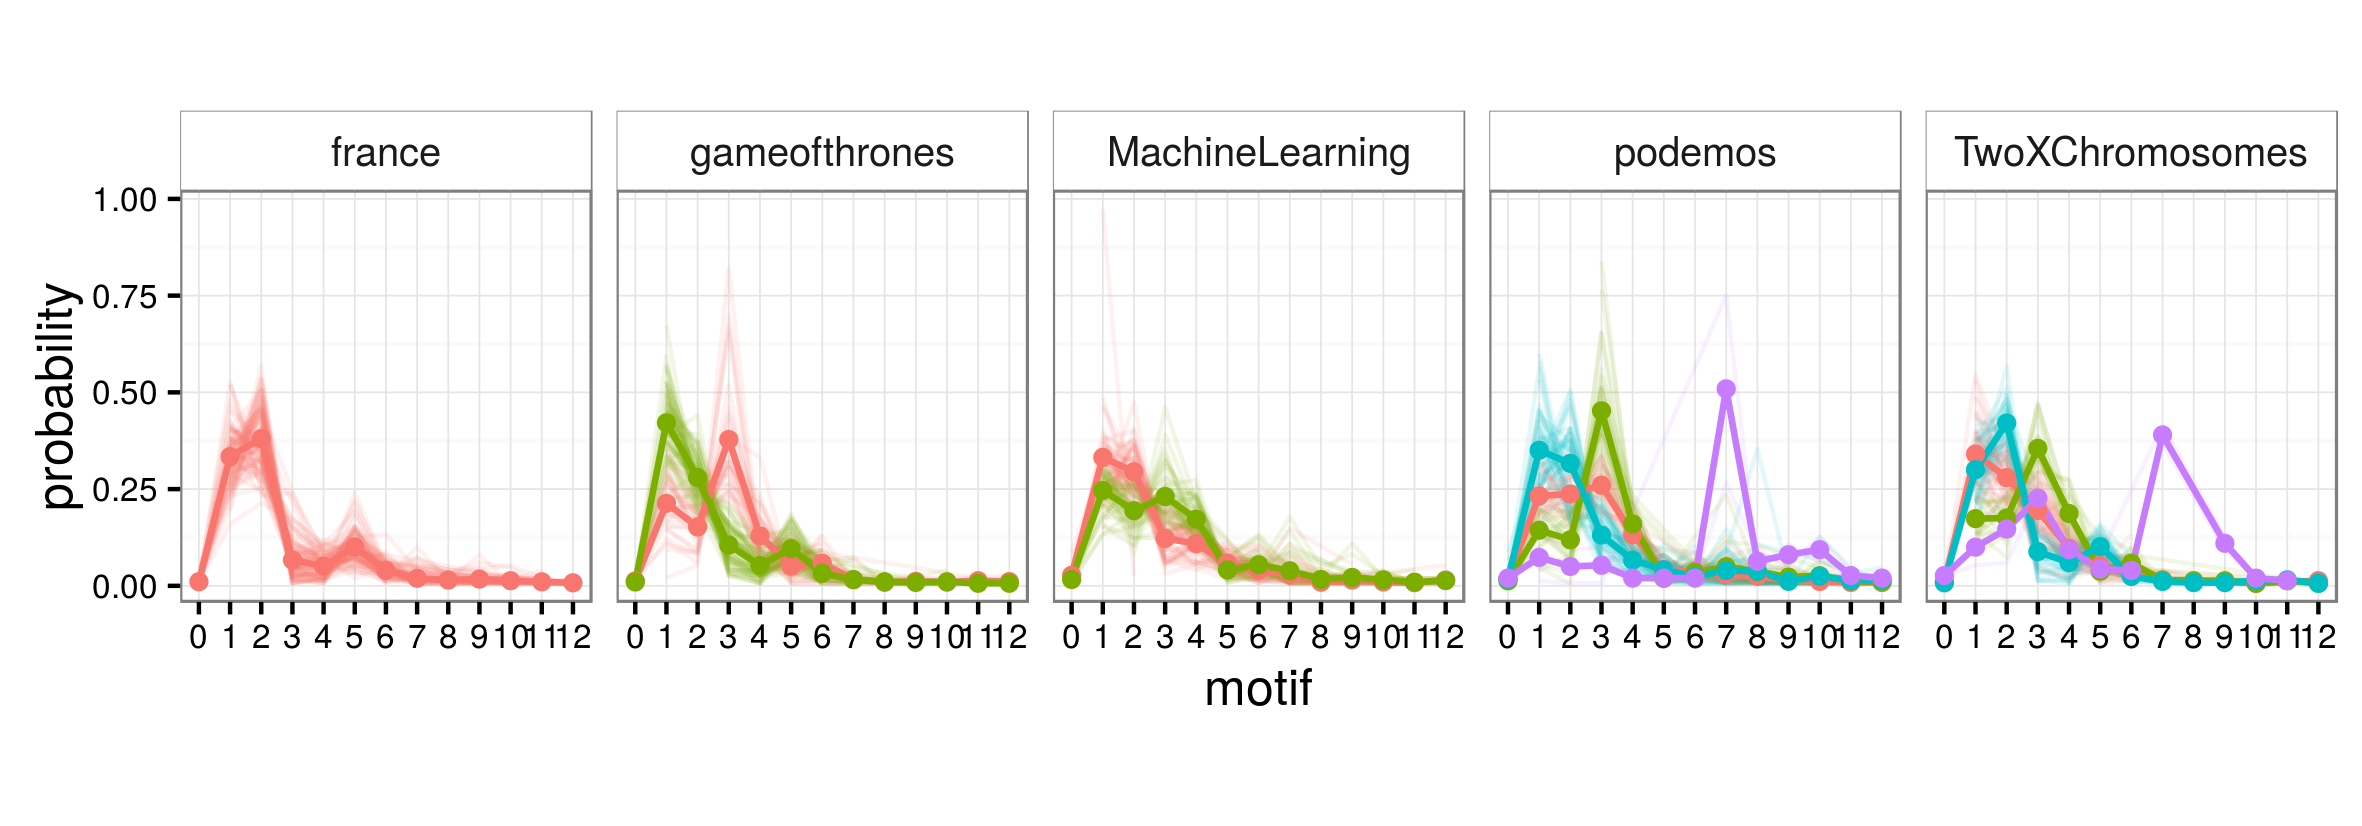 france gameofthrones MachineLearning podemos TwoXChromosomes
1.00
0.75
0.50
0.25
0.00
probability
0 1 2 3 4 5 6 7 8 9 10 11 12 0 1 2 3 4 5 6 7 8 9 10 11 12 0 1 2 3 4 5 6 7 8 9 10 11 12 0 1 2 3 4 5 6 7 8 9 10 11 12 0 1 2 3 4 5 6 7 8 9 10 11 12
motif